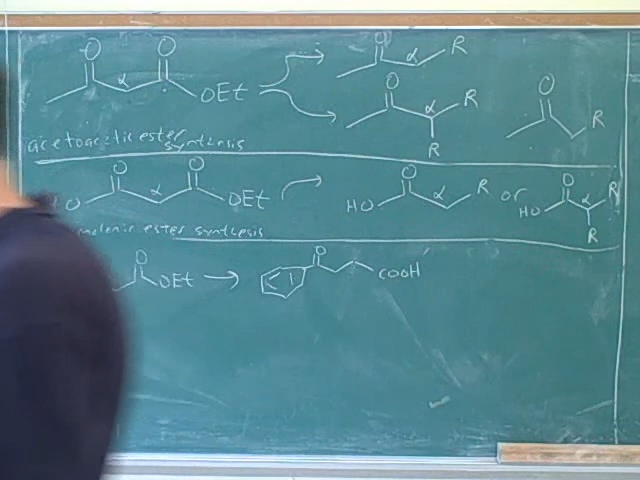 O O O R
α
α OEt
O R
α O
R
R
acetoacetic ester
synthesis
O O O O
α OEt HO α R or HO α R
R
malonic ester synthesis
O O
OEt → COOH